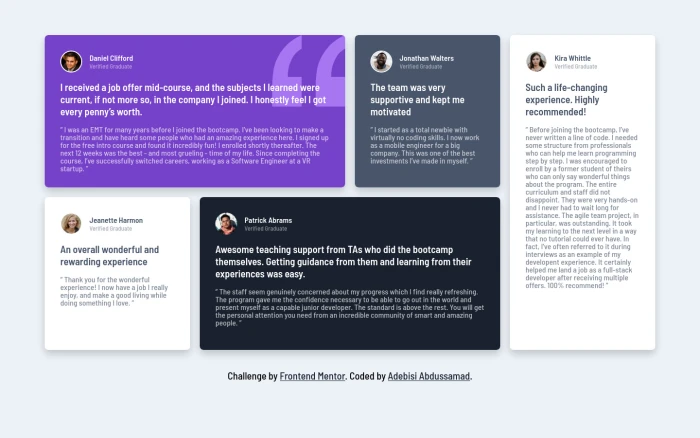 Daniel Clifford
Verified Graduate
I received a job offer mid-course, and the subjects I learned were
current, if not more so, in the company I joined. I honestly feel I got
every penny's worth.
" I was an EMT for many years before I joined the bootcamp. I've been looking to make a
transition and have heard some people who had an amazing experience here. I signed up
for the free intro course and found it incredibly fun! I enrolled shortly thereafter. The
next 12 weeks was the best - and most grueling - time of my life. Since completing the
course, I've successfully switched careers, working as a Software Engineer at a VR
startup. "
Jonathan Walters
Verified Graduate
The team was very
supportive and kept me
motivated
" I started as a total newbie with
virtually no coding skills. I now work
as a mobile engineer for a big
company. This was one of the best
investments I've made in myself. "
Kira Whittle
Verified Graduate
Such a life-changing
experience. Highly
recommended!
" Before joining the bootcamp, I've
never written a line of code. I needed
some structure from professionals
who can help me learn programming
step by step. I was encouraged to
enroll by a former student of theirs
who can only say wonderful things
about the program. The entire
curriculum and staff did not
disappoint. They were very hands-on
and I never had to wait long for
assistance. The agile team project, in
particular, was outstanding. It took
my learning to the next level in a way
that no tutorial could ever have. In
fact, I've often referred to it during
interviews as an example of my
developent experience. It certainly
helped me land a job as a full-stack
developer after receiving multiple
offers. 100% recommend! "
Jeanette Harmon
Verified Graduate
An overall wonderful and
rewarding experience
" Thank you for the wonderful
experience! I now have a job I really
enjoy, and make a good living while
doing something I love. "
Patrick Abrams
Verified Graduate
Awesome teaching support from TAs who did the bootcamp
themselves. Getting guidance from them and learning from their
experiences was easy.
" The staff seem genuinely concerned about my progress which I find really refreshing.
The program gave me the confidence necessary to be able to go out in the world and
present myself as a capable junior developer. The standard is above the rest. You will get
the personal attention you need from an incredible community of smart and amazing
people. "
Challenge by Frontend Mentor. Coded by Adebisi Abdussamad.